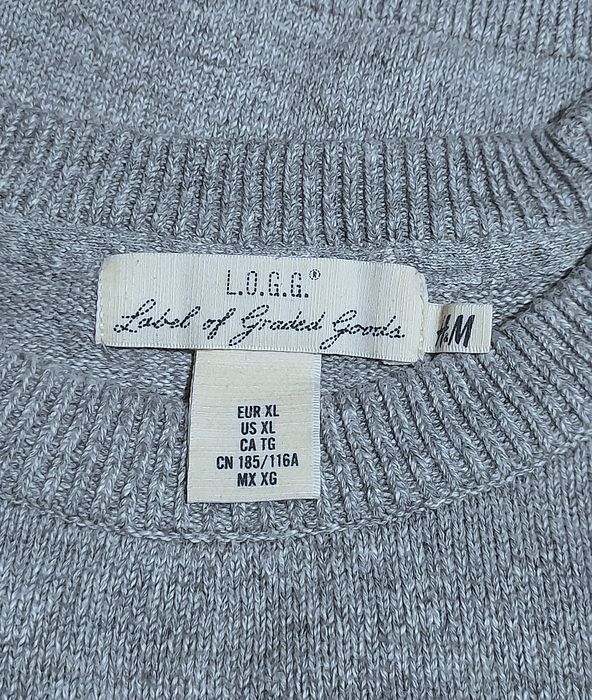 L.O.G.G.®
Label of Graded Goods
H&M
EUR XL
US XL
CA TG
CN 185/116A
MX XG